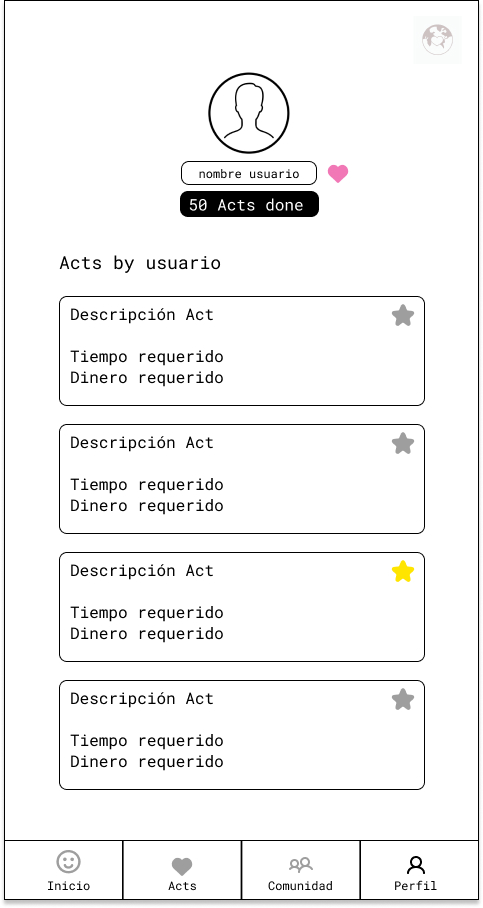 nombre usuario
50 Acts done
Acts by usuario
Descripción Act
Tiempo requerido
Dinero requerido
Descripción Act
Tiempo requerido
Dinero requerido
Descripción Act
Tiempo requerido
Dinero requerido
Descripción Act
Tiempo requerido
Dinero requerido
Inicio
Acts
Comunidad
Perfil